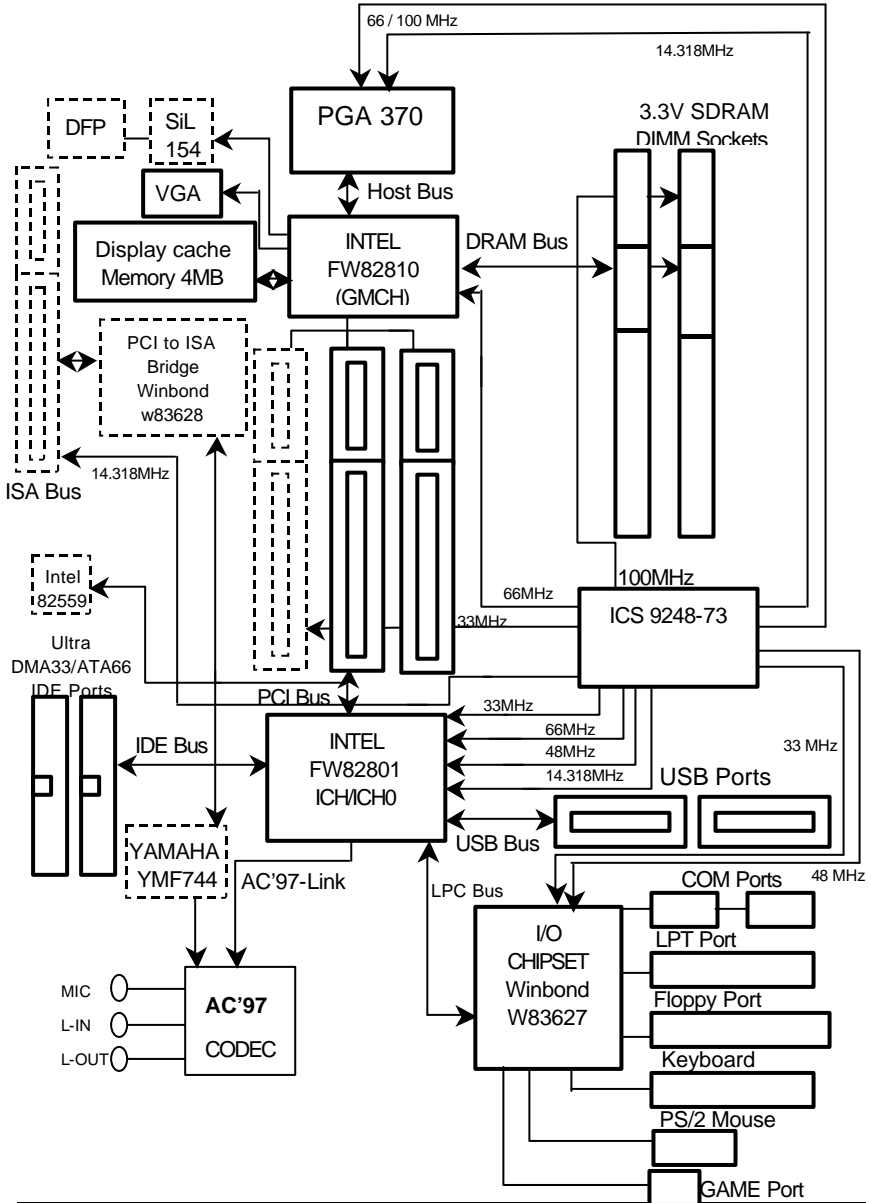 66 / 100 MHz
14.318MHz
PGA 370
3.3V SDRAM
DIMM Sockets
DFP
SiL
154
VGA
Host Bus
Display cache
Memory 4MB
INTEL
FW82810
(GMCH)
DRAM Bus
PCI to ISA
Bridge
Winbond
w83628
14.318MHz
ISA Bus
Intel
82559
66MHz
100MHz
ICS 9248-73
33MHz
Ultra
DMA33/ATA66
IDE Ports
PCI Bus
IDE Bus
INTEL
FW82801
ICH/ICH0
33MHz
66MHz
48MHz
14.318MHz
33 MHz
USB Ports
USB Bus
YAMAHA
YMF744
AC'97-Link
LPC Bus
48 MHz
COM Ports
I/O
CHIPSET
Winbond
W83627
LPT Port
Floppy Port
Keyboard
PS/2 Mouse
GAME Port
MIC
L-IN
L-OUT
AC'97
CODEC